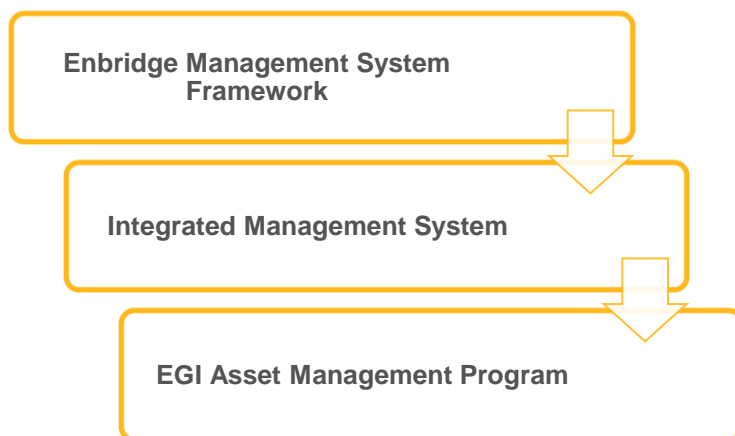 Enbridge Management System
Framework
Integrated Management System
EGI Asset Management Program